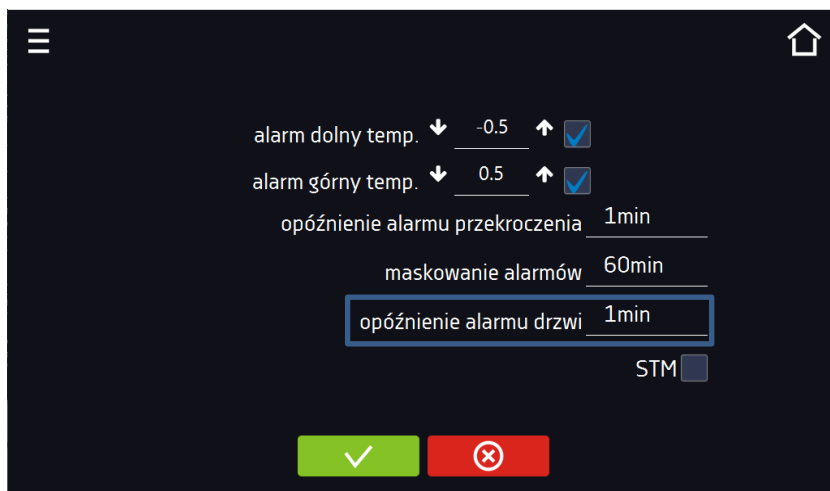 alarm dolny temp. -0.5
alarm górny temp. 0.5
opóźnienie alarmu przekroczenia 1min
maskowanie alarmów 60min
opóźnienie alarmu drzwi 1min
STM